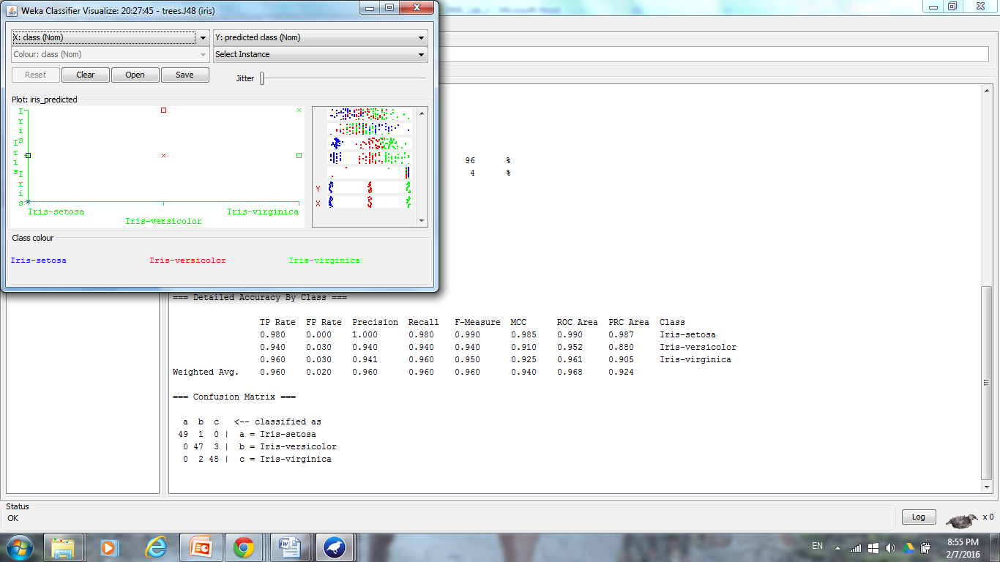 Weka Classifier Visualize: 20:27:45 - trees.J48 (iris)
X: class (Nom)
Y: predicted class (Nom)
Colour: class (Nom)
Select Instance
Reset
Clear
Open
Save
Jitter
Plot: iris_predicted
Iris
Iris
Iris
Iris-setosa
Iris-versicolor
Iris-virginica
Y
X
Class colour
Iris-setosa Iris-versicolor Iris-virginica
96 %
4 %
=== Detailed Accuracy By Class ===
TP Rate FP Rate Precision Recall F-Measure MCC ROC Area PRC Area Class
0.980 0.000 1.000 0.980 0.990 0.985 0.990 0.987 Iris-setosa
0.940 0.030 0.940 0.940 0.940 0.910 0.952 0.880 Iris-versicolor
0.960 0.030 0.941 0.960 0.950 0.925 0.961 0.905 Iris-virginica
Weighted Avg. 0.960 0.020 0.960 0.960 0.960 0.940 0.968 0.924
=== Confusion Matrix ===
a b c <-- classified as
49 1 0 | a = Iris-setosa
0 47 3 | b = Iris-versicolor
0 2 48 | c = Iris-virginica
Status
OK
Log
x 0
EN
8:55 PM
2/7/2016